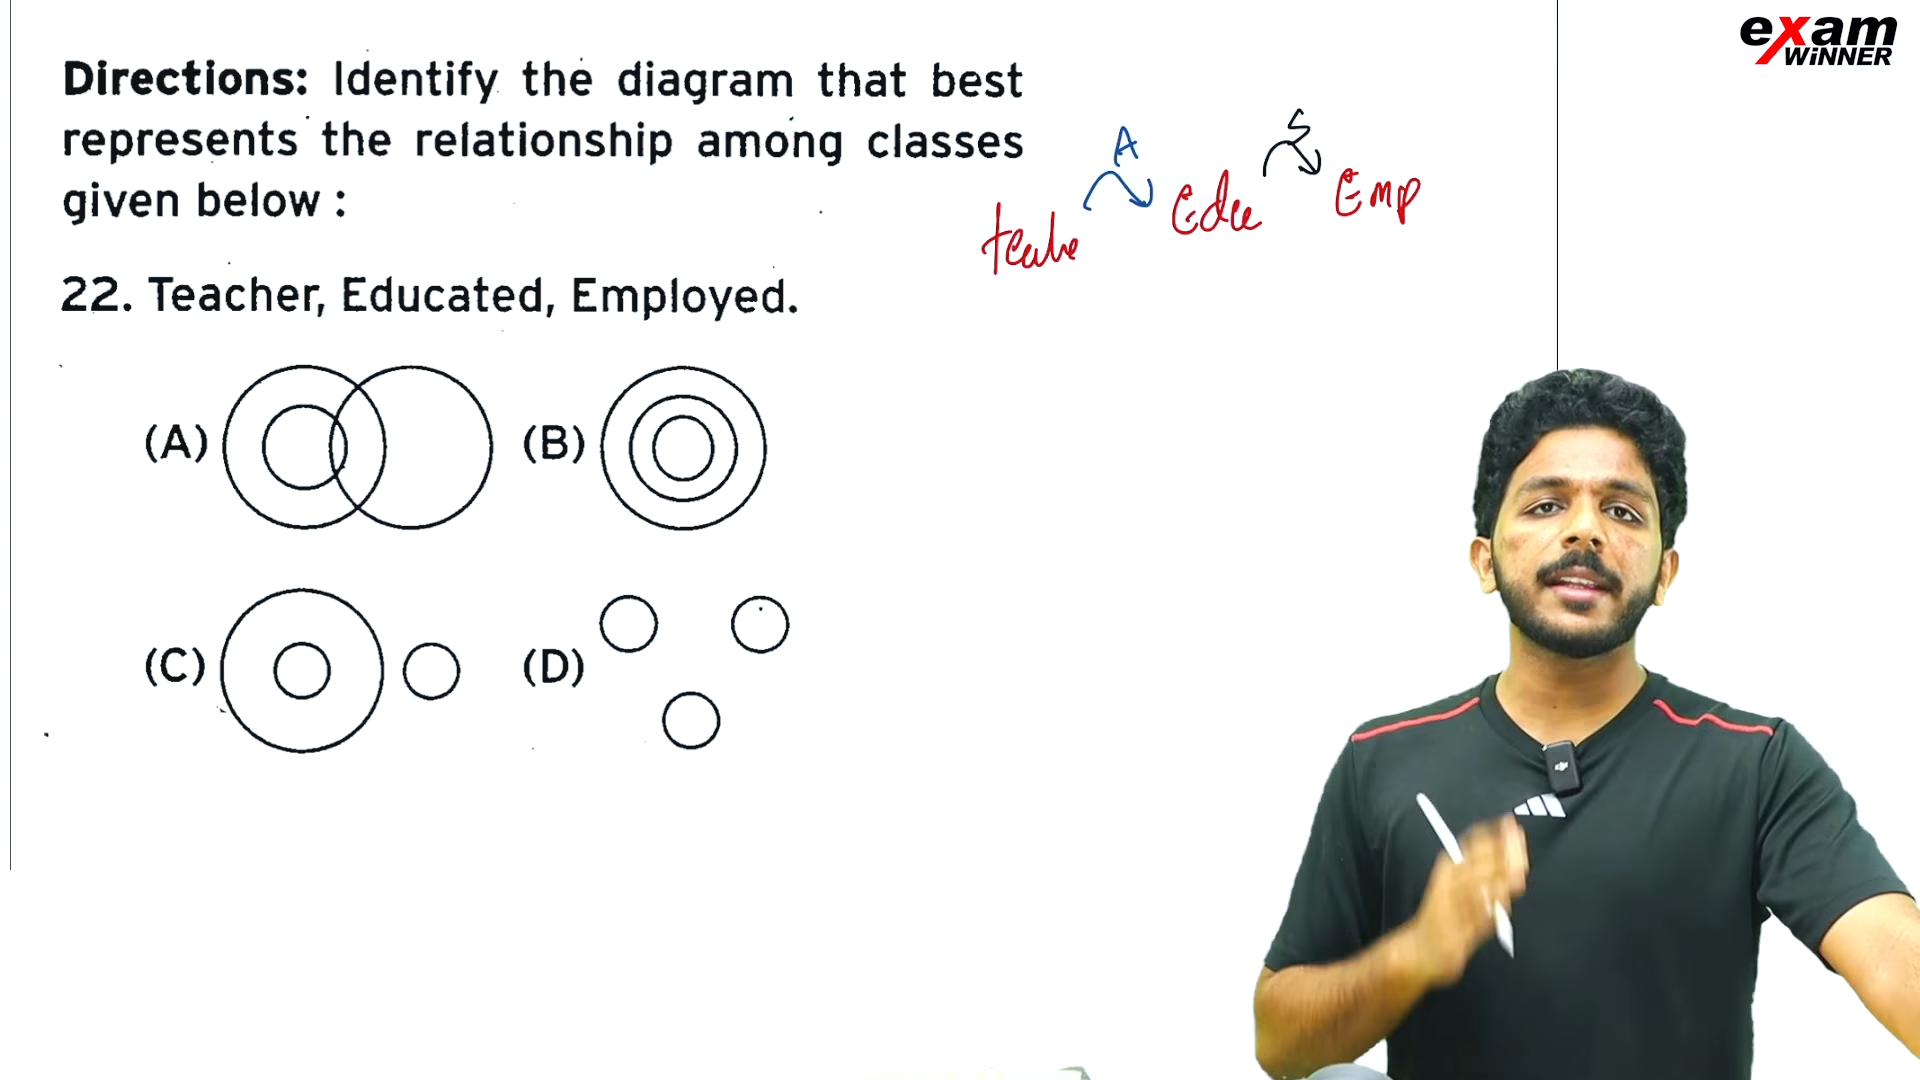 exam
WiNNER
Directions: Identify the diagram that best
represents the relationship among classes
given below :
A
S
Edu
Emp
22. Teacher, Educated, Employed.
(A)
(B)
(C)
(D)